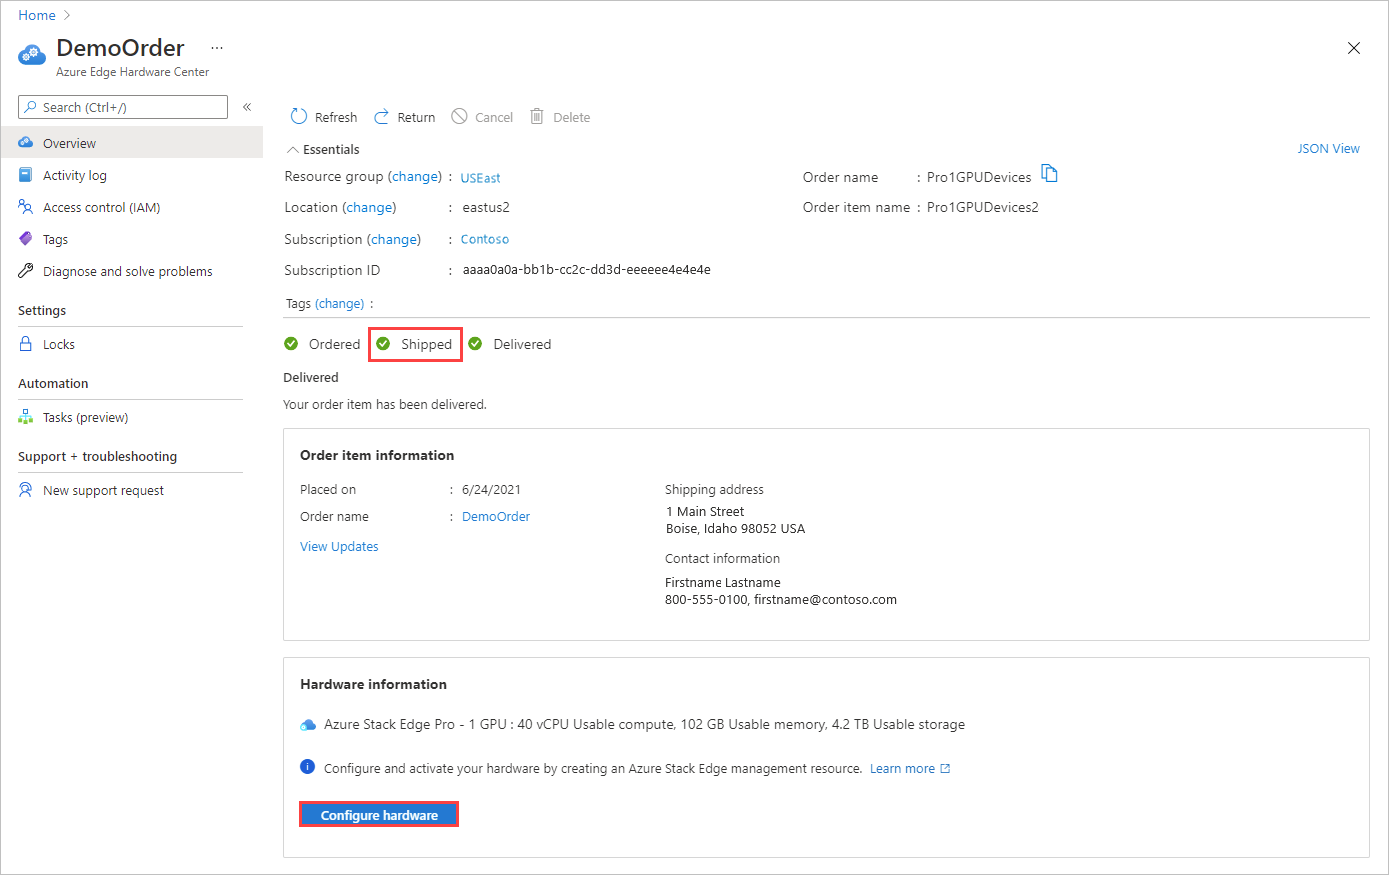 Home >
DemoOrder ...
Azure Edge Hardware Center
Search (Ctrl+/) «
Overview
Activity log
Access control (IAM)
Tags
Diagnose and solve problems
Settings
Locks
Automation
Tasks (preview)
Support + troubleshooting
New support request
Refresh Return Cancel Delete
Essentials JSON View
Resource group (change) : USEast Order name : Pro1GPUDevices
Location (change) : eastus2 Order item name : Pro1GPUDevices2
Subscription (change) : Contoso
Subscription ID : aaaa0a0a-bb1b-cc2c-dd3d-eeeeee4e4e4e
Tags (change) :
Ordered Shipped Delivered
Delivered
Your order item has been delivered.
Order item information
Placed on : 6/24/2021
Order name : DemoOrder
View Updates
Shipping address
1 Main Street
Boise, Idaho 98052 USA
Contact information
Firstname Lastname
800-555-0100, firstname@contoso.com
Hardware information
Azure Stack Edge Pro - 1 GPU : 40 vCPU Usable compute, 102 GB Usable memory, 4.2 TB Usable storage
Configure and activate your hardware by creating an Azure Stack Edge management resource. Learn more
Configure hardware